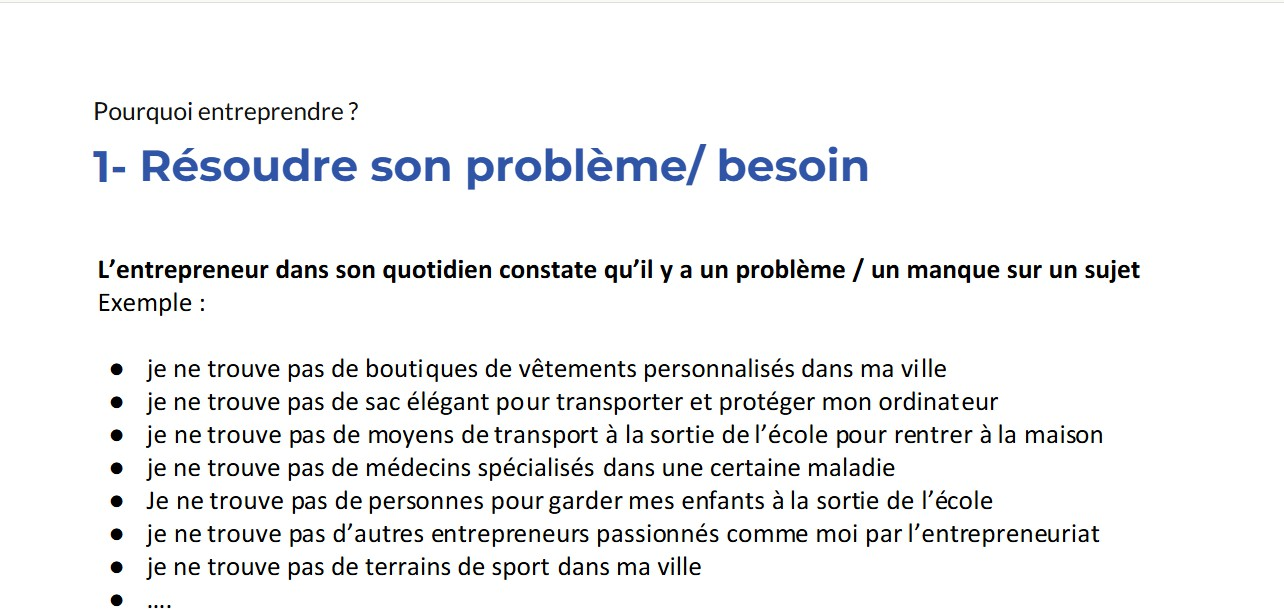 Pourquoi entreprendre ?
1- Résoudre son problème/ besoin
L’entrepreneur dans son quotidien constate qu’il y a un problème / un manque sur un sujet
Exemple :
● je ne trouve pas de boutiques de vêtements personnalisés dans ma ville
● je ne trouve pas de sac élégant pour transporter et protéger mon ordinateur
● je ne trouve pas de moyens de transport à la sortie de l’école pour rentrer à la maison
● je ne trouve pas de médecins spécialisés dans une certaine maladie
● Je ne trouve pas de personnes pour garder mes enfants à la sortie de l’école
● je ne trouve pas d’autres entrepreneurs passionnés comme moi par l’entrepreneuriat
● je ne trouve pas de terrains de sport dans ma ville
● ....